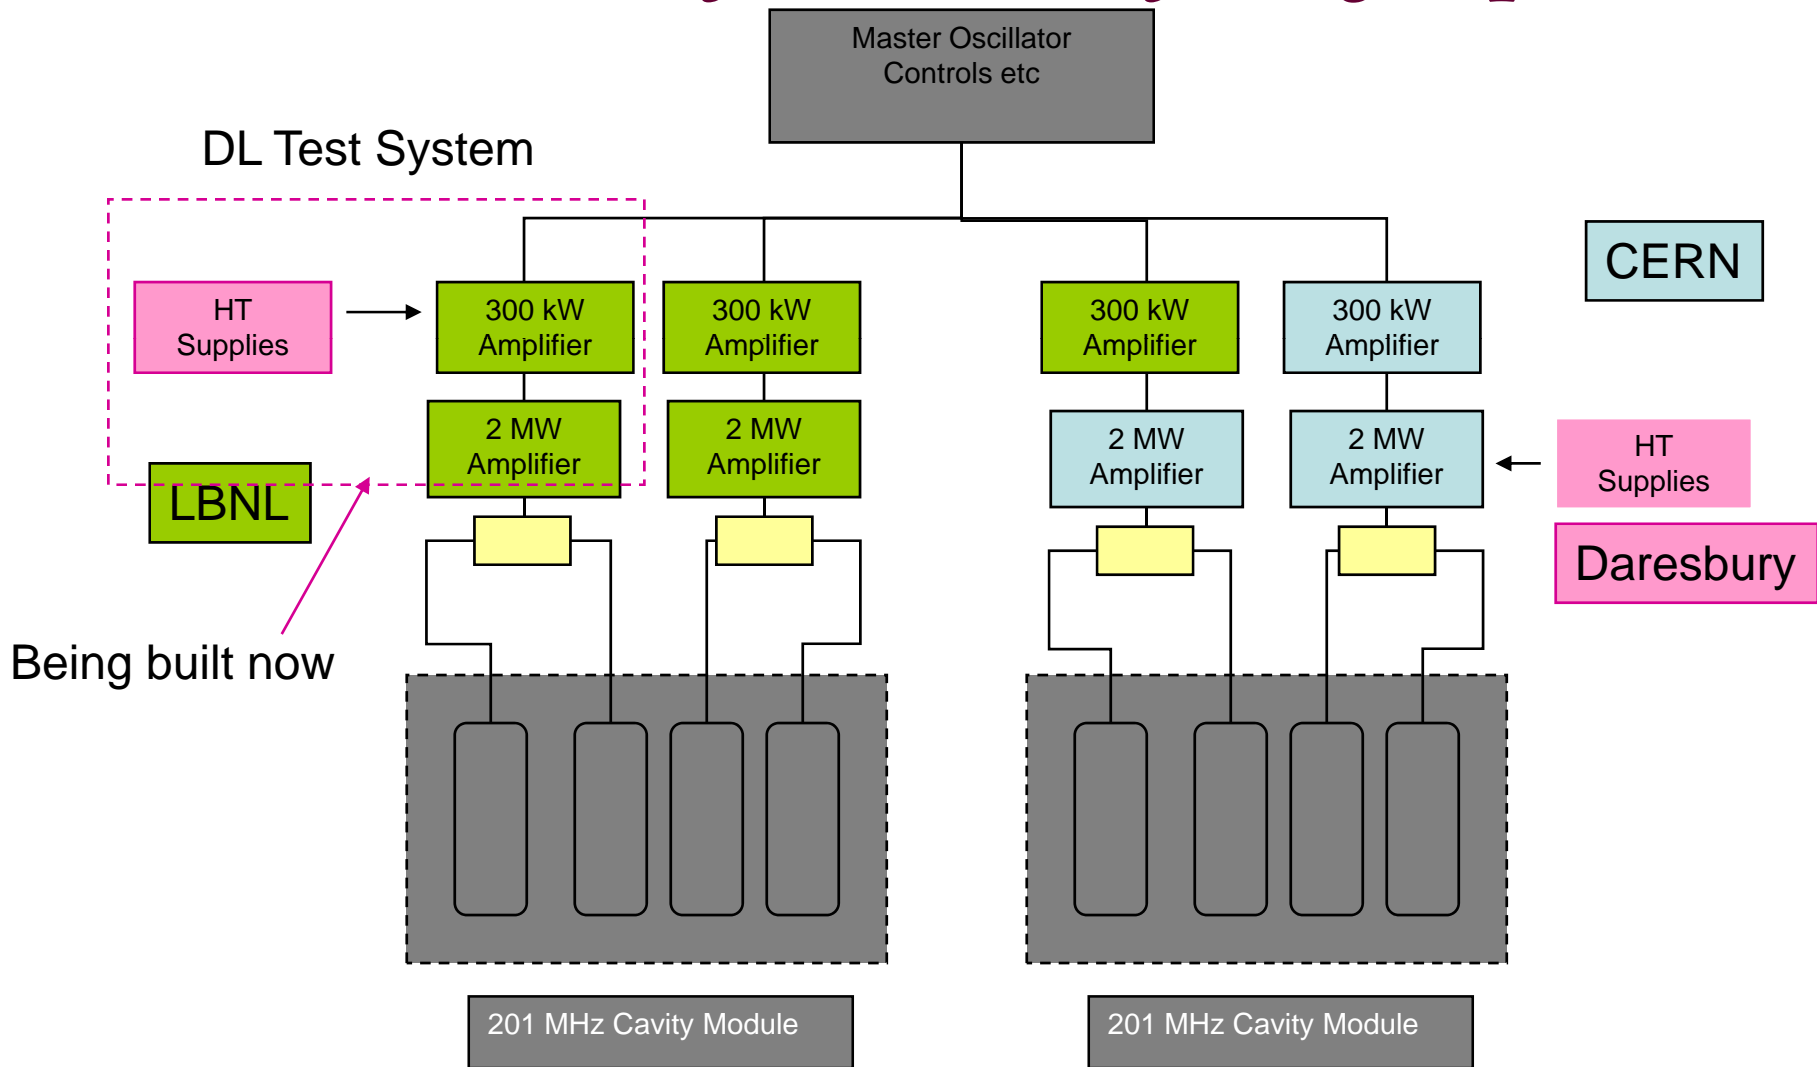 Master Oscillator
Controls etc
DL Test System
CERN
HT
Supplies
300 kW
Amplifier
300 kW
Amplifier
300 kW
Amplifier
300 kW
Amplifier
2 MW
Amplifier
2 MW
Amplifier
2 MW
Amplifier
2 MW
Amplifier
HT
Supplies
LBNL
Daresbury
Being built now
201 MHz Cavity Module
201 MHz Cavity Module